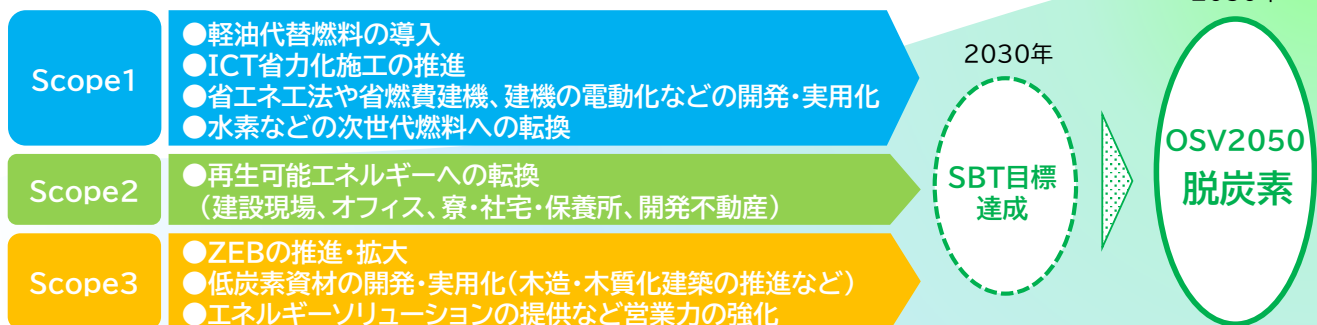 Scope1
●軽油代替燃料の導入
●ICT省力化施工の推進
●省エネ工法や省燃費建機、建機の電動化などの開発・実用化
●水素などの次世代燃料への転換
Scope2
●再生可能エネルギーへの転換
（建設現場、オフィス、寮・社宅・保養所、開発不動産）
Scope3
●ZEBの推進・拡大
●低炭素資材の開発・実用化（木造・木質化建築の推進など）
●エネルギーソリューションの提供など営業力の強化
2030年
SBT目標
達成
OSV2050
脱炭素